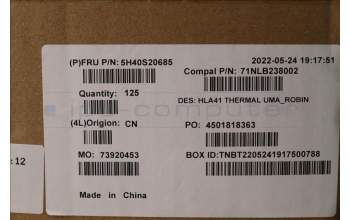 (P)FRU P/N: 5H40S20685
2022-05-24 19:17:51
Compal P/N: 71NLB238002
Quantity: 125
DES: HLA41 THERMAL UMA_ROBIN
(4L)Origion: CN
PO: 4501818363
MO: 73920453
BOX ID:TNBT2205241917500788
: 12
Made in China